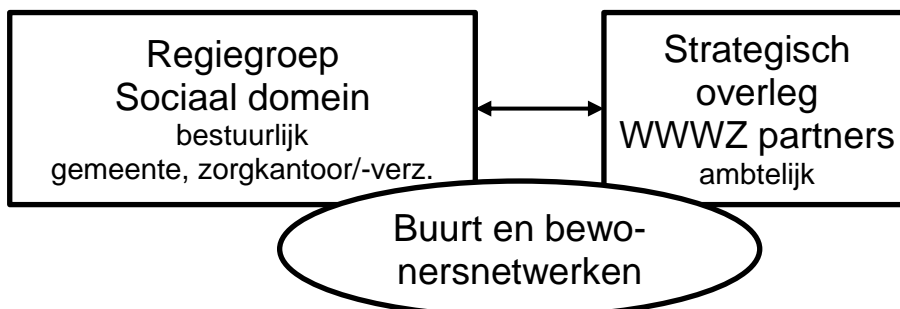 Regiegroep
Sociaal domein
bestuurlijk
gemeente, zorgkantoor/-verz.
Strategisch
overleg
WWWZ partners
ambtelijk
Buurt en bewo-
nersnetwerken